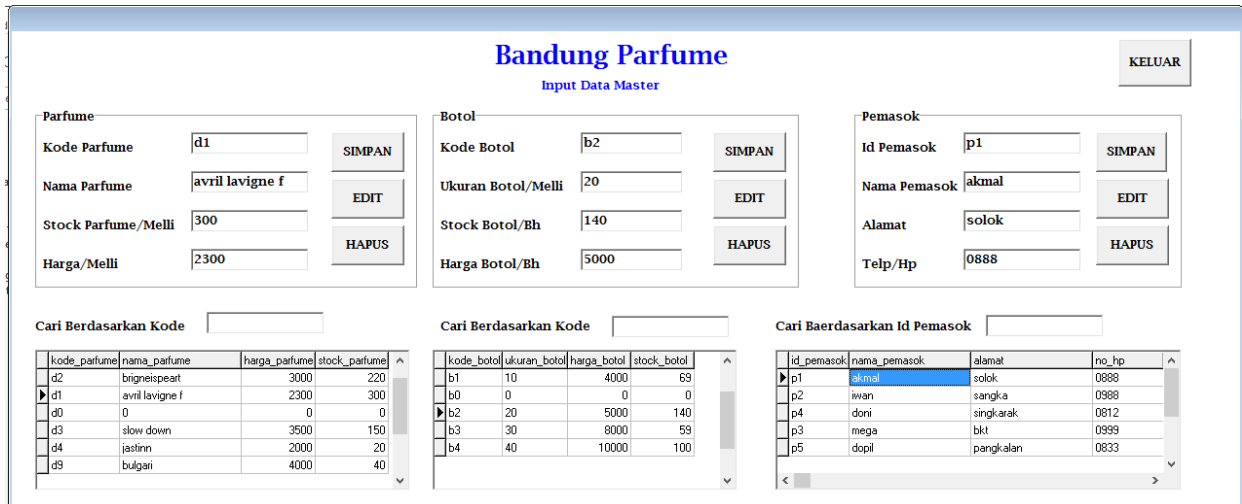 Bandung Parfume
Input Data Master
KELUAR
Parfume
Kode Parfume d1 SIMPAN
Nama Parfume avril lavigne f EDIT
Stock Parfume/Melli 300 HAPUS
Harga/Melli 2300
Botol
Kode Botol b2 SIMPAN
Ukuran Botol/Melli 20 EDIT
Stock Botol/Bh 140 HAPUS
Harga Botol/Bh 5000
Pemasok
Id Pemasok p1 SIMPAN
Nama Pemasok akmal EDIT
Alamat solok HAPUS
Telp/Hp 0888
Cari Berdasarkan Kode
kode_parfume nama_parfume harga_parfume stock_parfume
d2 brigneispeart 3000 220
d1 avril lavigne f 2300 300
d0 0 0 0
d3 slow down 3500 150
d4 jastinn 2000 20
d9 bulgari 4000 40
Cari Berdasarkan Kode
kode_botol ukuran_botol harga_botol stock_botol
b1 10 4000 69
b0 0 0 0
b2 20 5000 140
b3 30 8000 59
b4 40 10000 100
Cari Baerdasarkan Id Pemasok
id_pemasok nama_pemasok alamat no_hp
p1 akmal solok 0888
p2 iwan sangka 0988
p4 doni singkarak 0812
p3 mega bkt 0999
p5 dopil pangkalan 0833